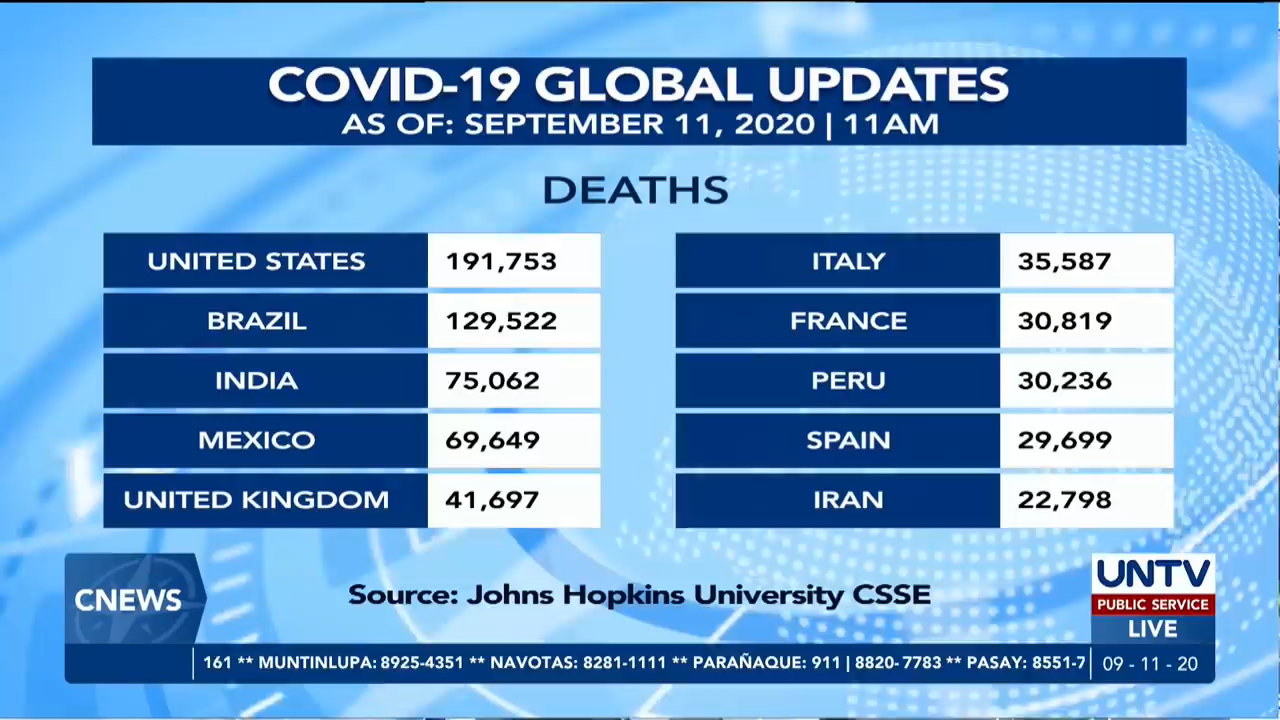 COVID-19 GLOBAL UPDATES
AS OF: SEPTEMBER 11, 2020 | 11AM
DEATHS
UNITED STATES 191,753
BRAZIL 129,522
INDIA 75,062
MEXICO 69,649
UNITED KINGDOM 41,697
ITALY 35,587
FRANCE 30,819
PERU 30,236
SPAIN 29,699
IRAN 22,798
CNEWS
Source: Johns Hopkins University CSSE
UNTV
PUBLIC SERVICE
LIVE
161 ** MUNTINLUPA: 8925-4351 ** NAVOTAS: 8281-1111 ** PARAÑAQUE: 911 | 8820-7783 ** PASAY: 8551-7
09 - 11 - 20